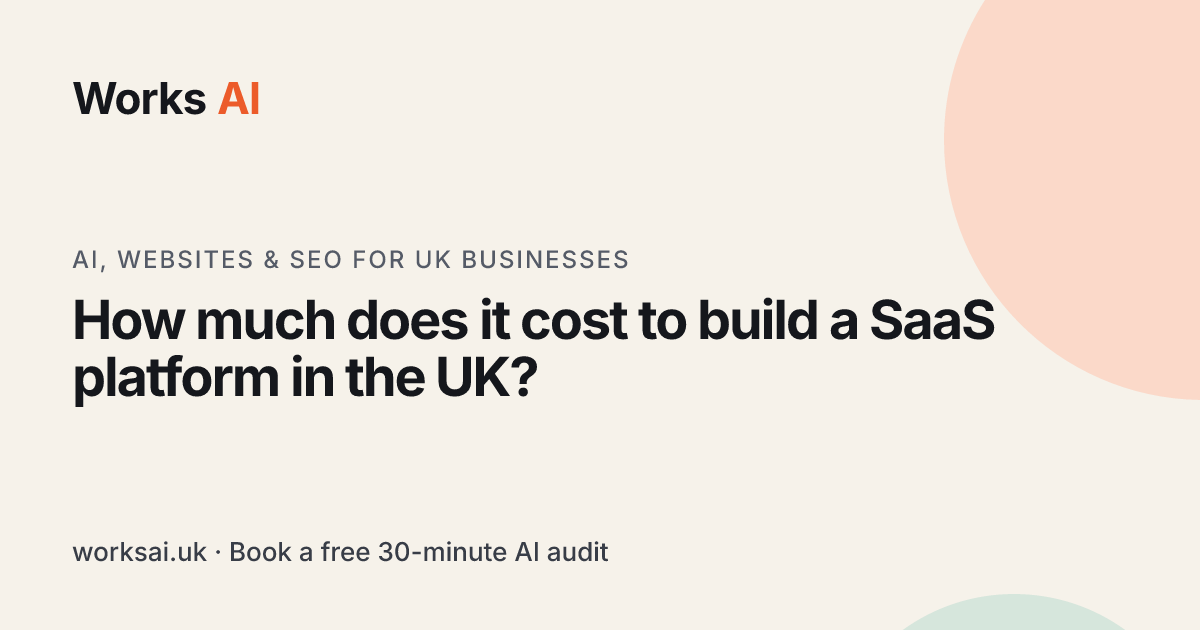 Works AI
AI, WEBSITES & SEO FOR UK BUSINESSES
How much does it cost to build a SaaS
platform in the UK?
worksai.uk · Book a free 30-minute AI audit